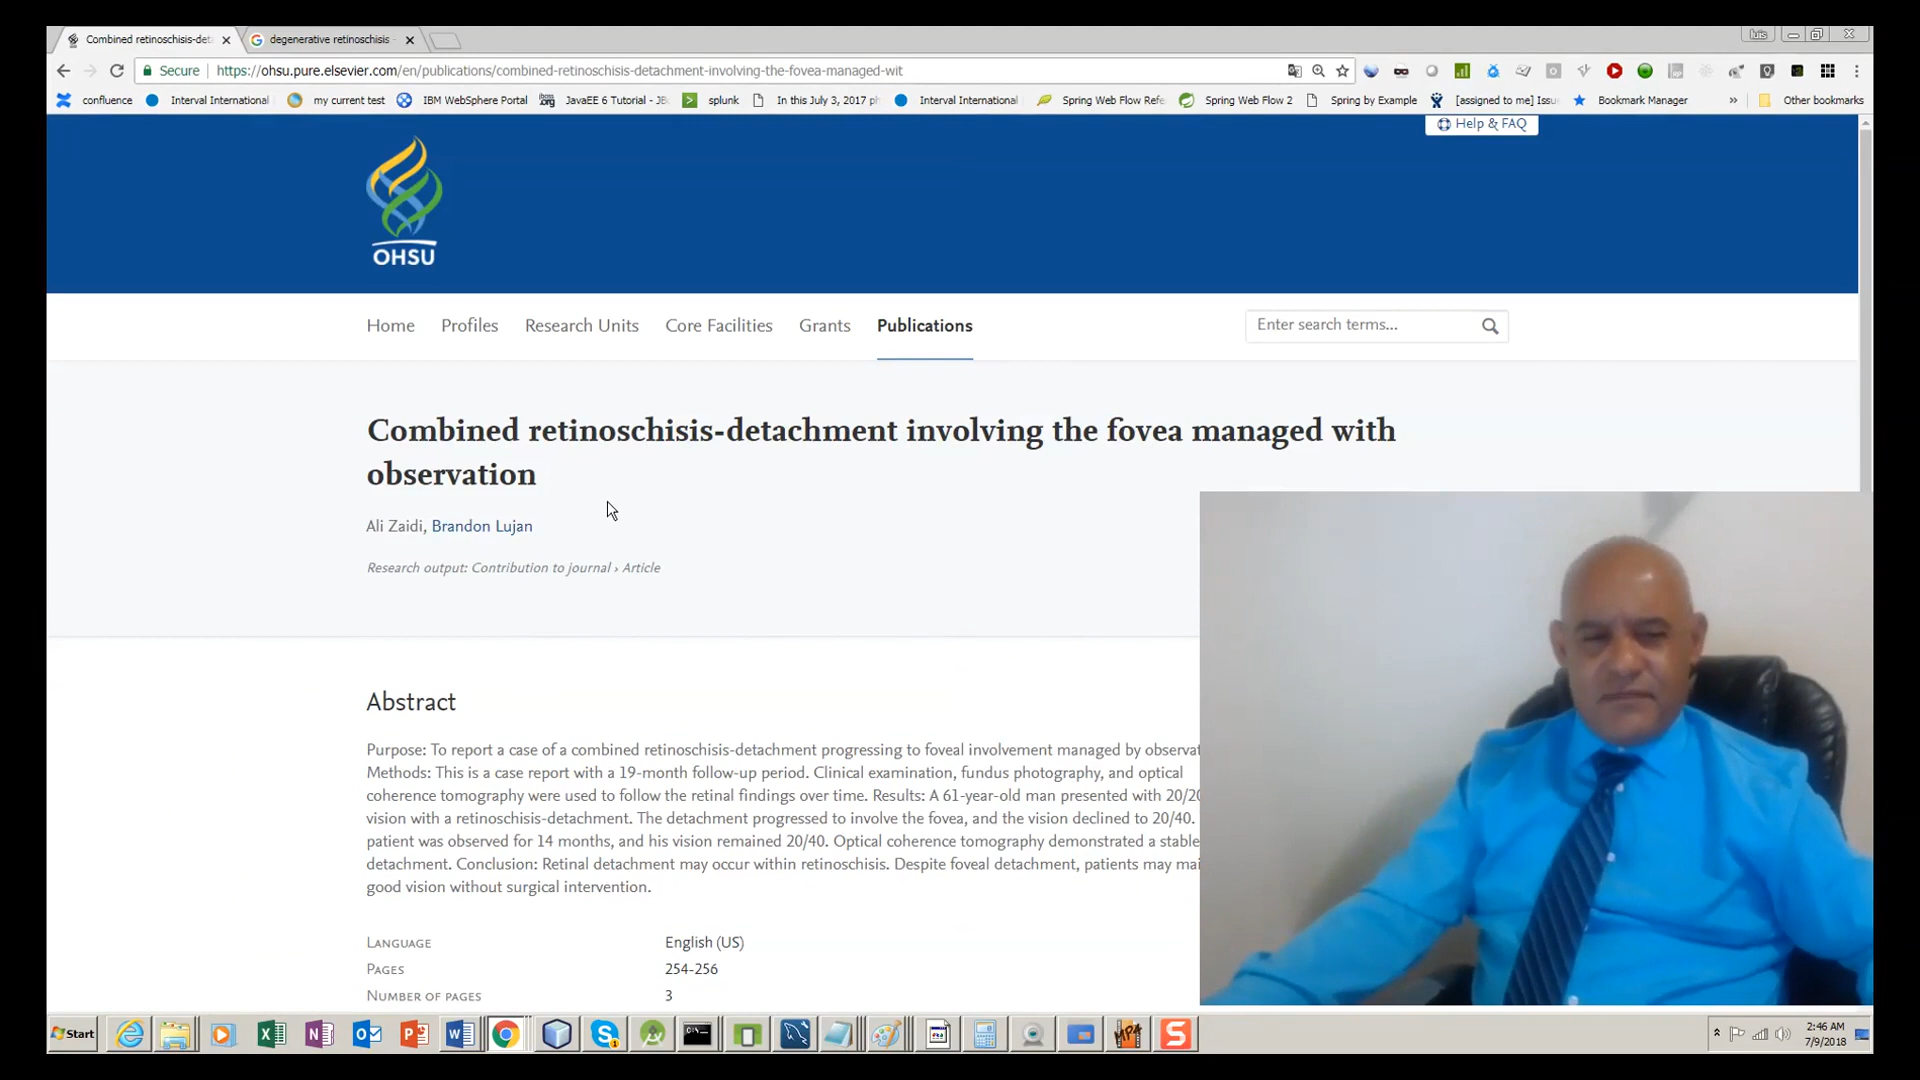 Combined retinoschisis-deta
degenerative retinoschisis -
luis
Secure
https://ohsu.pure.elsevier.com/en/publications/combined-retinoschisis-detachment-involving-the-fovea-managed-wit
confluence
Interval International
my current test
IBM WebSphere Portal
JavaEE 6 Tutorial - JB
splunk
In this July 3, 2017 ph
Interval International
Spring Web Flow Refe
Spring Web Flow 2
Spring by Example
[assigned to me] Issu
Bookmark Manager
»
Other bookmarks
Help & FAQ
OHSU
Home
Profiles
Research Units
Core Facilities
Grants
Publications
Enter search terms...
Combined retinoschisis-detachment involving the fovea managed with
observation
Ali Zaidi, Brandon Lujan
Research output: Contribution to journal › Article
Abstract
Purpose: To report a case of a combined retinoschisis-detachment progressing to foveal involvement managed by observat
Methods: This is a case report with a 19-month follow-up period. Clinical examination, fundus photography, and optical
coherence tomography were used to follow the retinal findings over time. Results: A 61-year-old man presented with 20/20
vision with a retinoschisis-detachment. The detachment progressed to involve the fovea, and the vision declined to 20/40.
patient was observed for 14 months, and his vision remained 20/40. Optical coherence tomography demonstrated a stable
detachment. Conclusion: Retinal detachment may occur within retinoschisis. Despite foveal detachment, patients may mai
good vision without surgical intervention.
LANGUAGE
English (US)
PAGES
254-256
NUMBER OF PAGES
3
Start
2:46 AM
7/9/2018